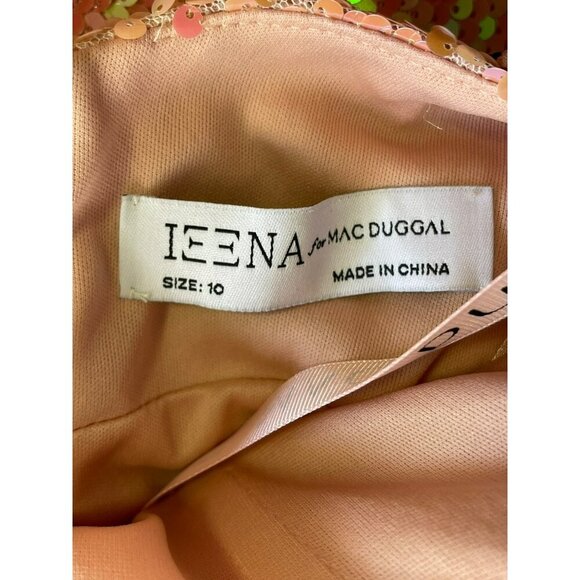 IEENA for MAC DUGGAL
SIZE: 10 MADE IN CHINA